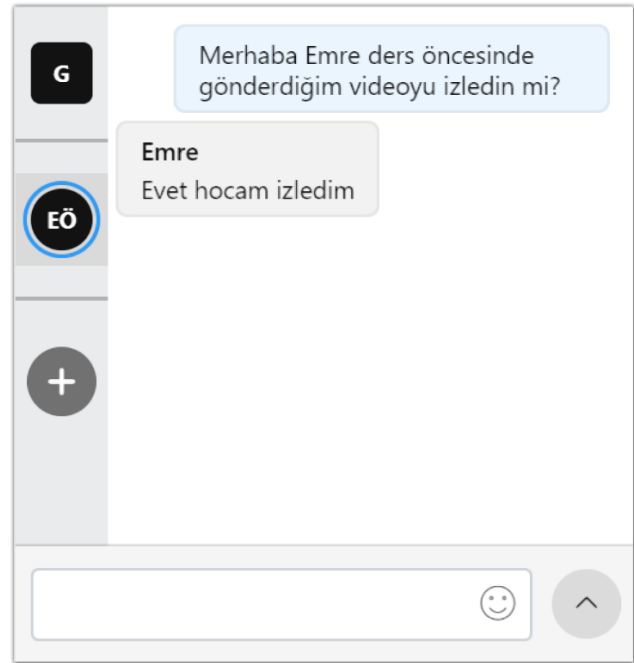 G
Merhaba Emre ders öncesinde
gönderdiğim videoyu izledin mi?
Emre
Evet hocam izledim
EÖ